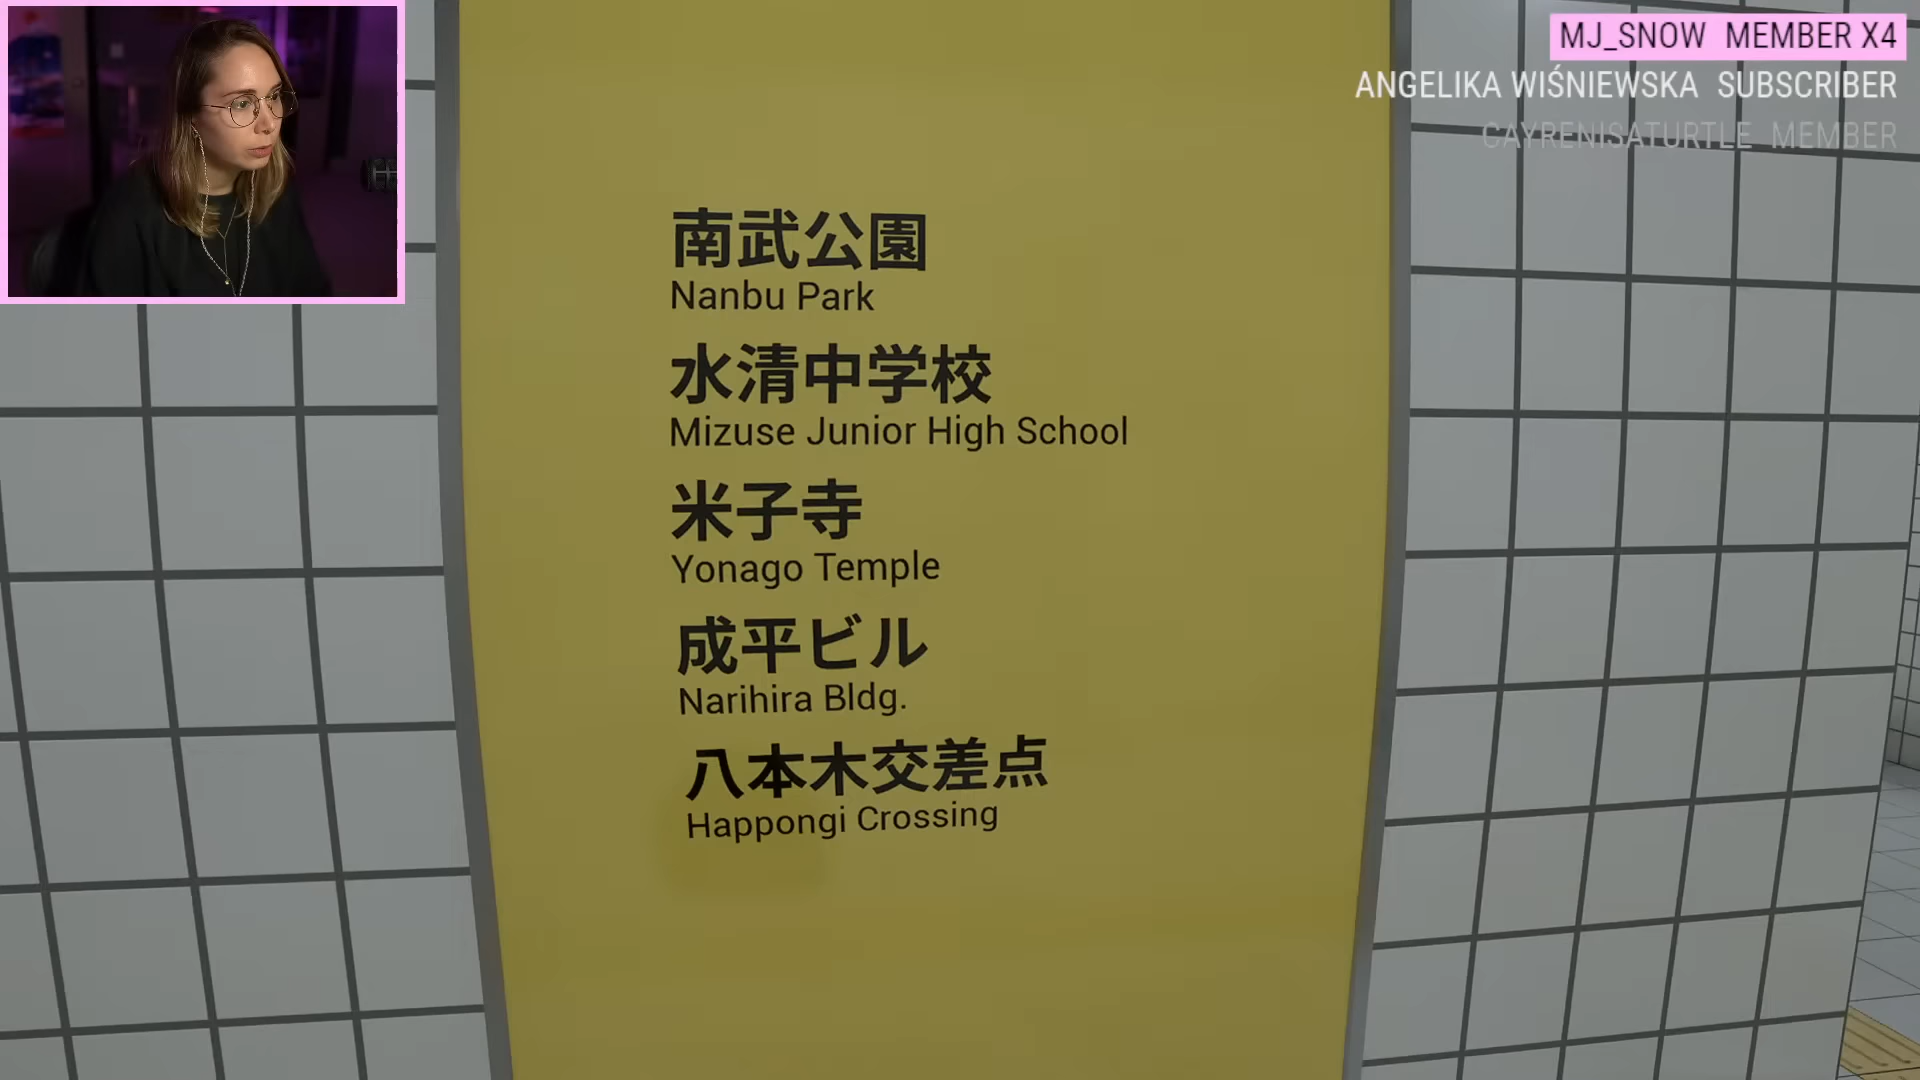 MJ_SNOW MEMBER X4
ANGELIKA WIŚNIEWSKA SUBSCRIBER
CAYRENISATURTLE MEMBER
南武公園
Nanbu Park
水清中学校
Mizuse Junior High School
米子寺
Yonago Temple
成平ビル
Narihira Bldg.
八本木交差点
Happongi Crossing